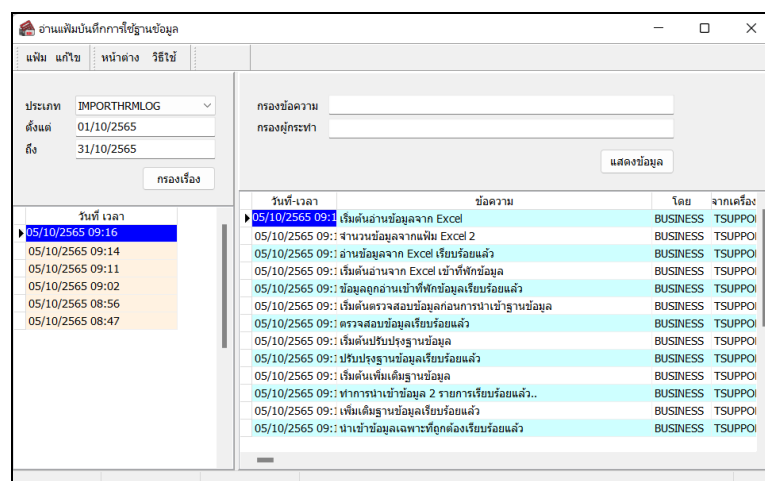 อ่านแฟ้มบันทึกการใช้ฐานข้อมูล
แฟ้ม แก้ไข หน้าต่าง วิธีใช้
ประเภท IMPORTHRMLOG
ตั้งแต่ 01/10/2565
ถึง 31/10/2565
กรองเรื่อง
วันที่ เวลา
05/10/2565 09:16
05/10/2565 09:14
05/10/2565 09:11
05/10/2565 09:02
05/10/2565 08:56
05/10/2565 08:47
กรองข้อความ
กรองผู้กระทำ
แสดงข้อมูล
วันที่-เวลา ข้อความ โดย จากเครื่อง
05/10/2565 09:1 เริ่มต้นอ่านข้อมูลจาก Excel BUSINESS TSUPPO
05/10/2565 09:1 จำนวนข้อมูลจากแฟ้ม Excel 2 BUSINESS TSUPPO
05/10/2565 09:1 อ่านข้อมูลจาก Excel เรียบร้อยแล้ว BUSINESS TSUPPO
05/10/2565 09:1 เริ่มต้นอ่านจาก Excel เข้าที่พักข้อมูล BUSINESS TSUPPO
05/10/2565 09:1 ข้อมูลถูกอ่านเข้าที่พักข้อมูลเรียบร้อยแล้ว BUSINESS TSUPPO
05/10/2565 09:1 เริ่มต้นตรวจสอบข้อมูลก่อนการนำเข้าฐานข้อมูล BUSINESS TSUPPO
05/10/2565 09:1 ตรวจสอบข้อมูลเรียบร้อยแล้ว BUSINESS TSUPPO
05/10/2565 09:1 เริ่มต้นปรับปรุงฐานข้อมูล BUSINESS TSUPPO
05/10/2565 09:1 ปรับปรุงฐานข้อมูลเรียบร้อยแล้ว BUSINESS TSUPPO
05/10/2565 09:1 เริ่มต้นเพิ่มเติมฐานข้อมูล BUSINESS TSUPPO
05/10/2565 09:1 ทำการนำเข้าข้อมูล 2 รายการเรียบร้อยแล้ว.. BUSINESS TSUPPO
05/10/2565 09:1 เพิ่มเติมฐานข้อมูลเรียบร้อยแล้ว BUSINESS TSUPPO
05/10/2565 09:1 นำเข้าข้อมูลเฉพาะที่ถูกต้องเรียบร้อยแล้ว BUSINESS TSUPPO